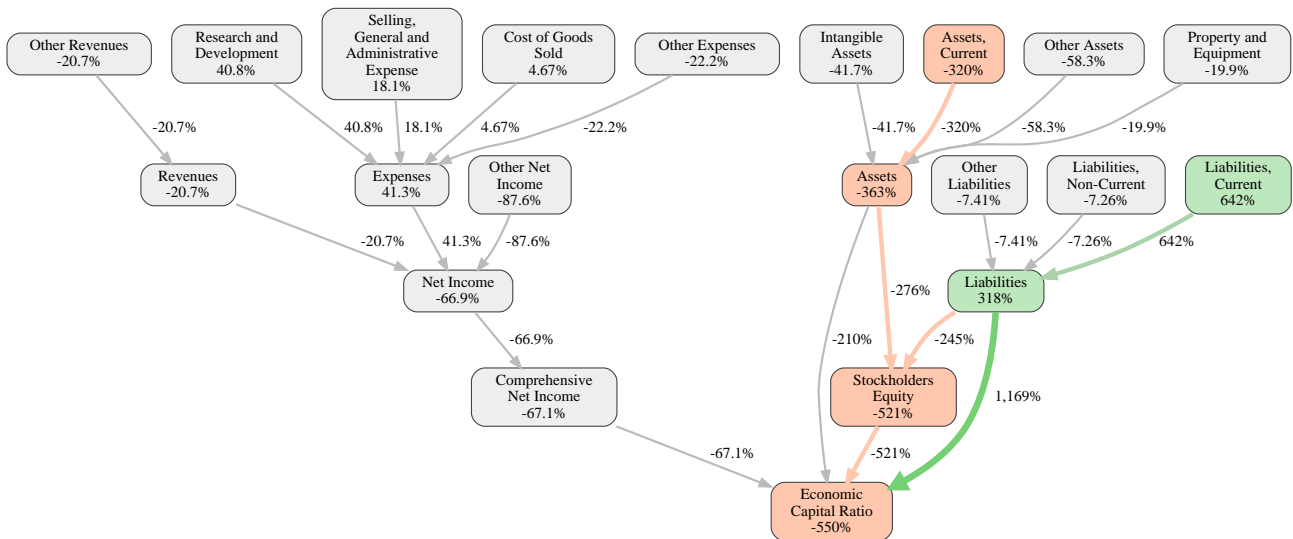 Other Revenues
-20.7%
Research and
Development
40.8%
Selling,
General and
Administrative
Expense
18.1%
Cost of Goods
Sold
4.67%
Other Expenses
-22.2%
Intangible
Assets
-41.7%
Assets,
Current
-320%
Other Assets
-58.3%
Property and
Equipment
-19.9%
-20.7%
40.8%
18.1%
4.67%
-22.2%
-41.7%
-320%
-58.3%
-19.9%
Revenues
-20.7%
Expenses
41.3%
Other Net
Income
-87.6%
Assets
-363%
Other
Liabilities
-7.41%
Liabilities,
Non-Current
-7.26%
Liabilities,
Current
642%
-20.7%
41.3%
-87.6%
-7.41%
-7.26%
642%
Net Income
-66.9%
-276%
Liabilities
318%
-66.9%
-210%
-245%
Comprehensive
Net Income
-67.1%
Stockholders
Equity
-521%
1,169%
-67.1%
-521%
Economic
Capital Ratio
-550%